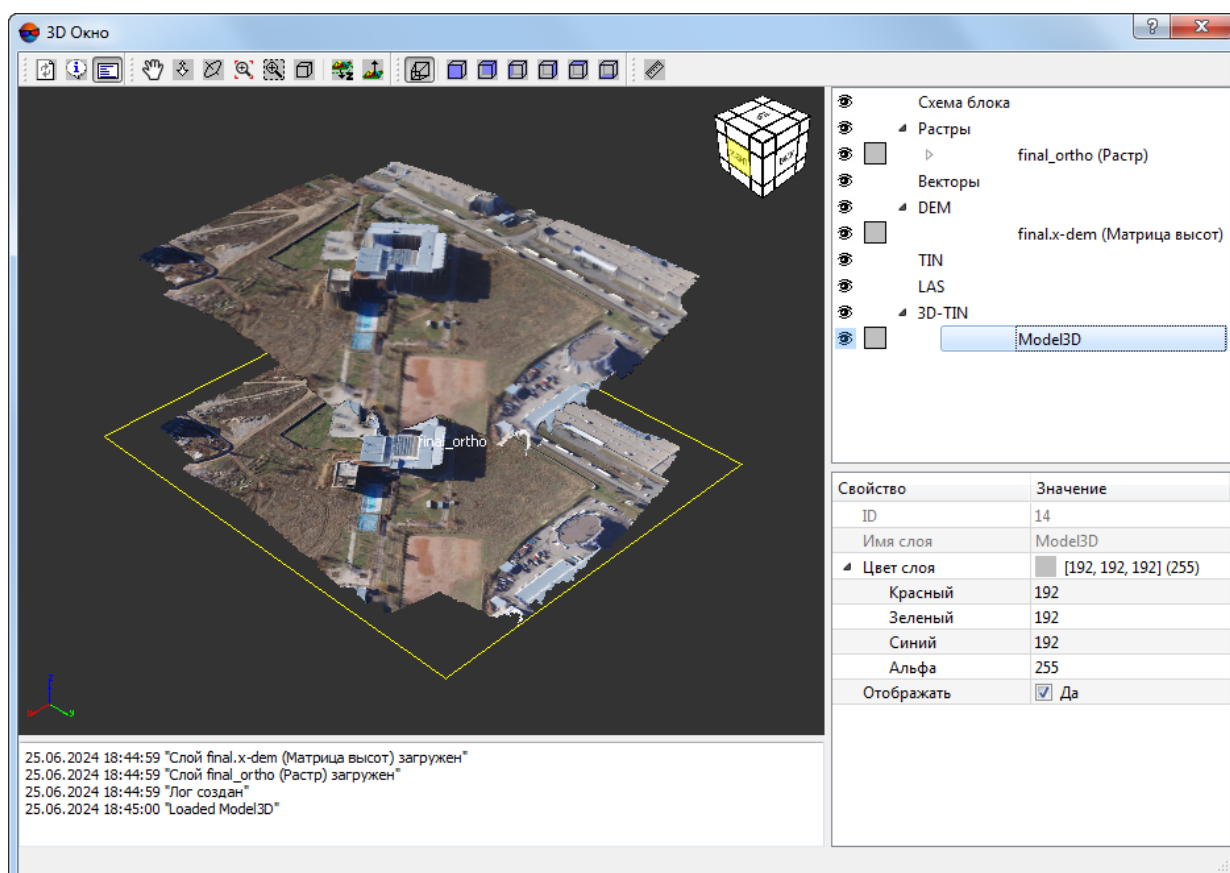 3D Окно
Схема блока
Растры
final_ortho (Растр)
Векторы
DEM
final.x-dem (Матрица высот)
TIN
LAS
3D-TIN
Model3D
final_ortho
z
y
Свойство Значение
ID 14
Имя слоя Model3D
Цвет слоя [192, 192, 192] (255)
Красный 192
Зеленый 192
Синий 192
Альфа 255
Отображать Да
25.06.2024 18:44:59 "Слой final.x-dem (Матрица высот) загружен"
25.06.2024 18:44:59 "Слой final_ortho (Растр) загружен"
25.06.2024 18:44:59 "Лог создан"
25.06.2024 18:45:00 "Loaded Model3D"